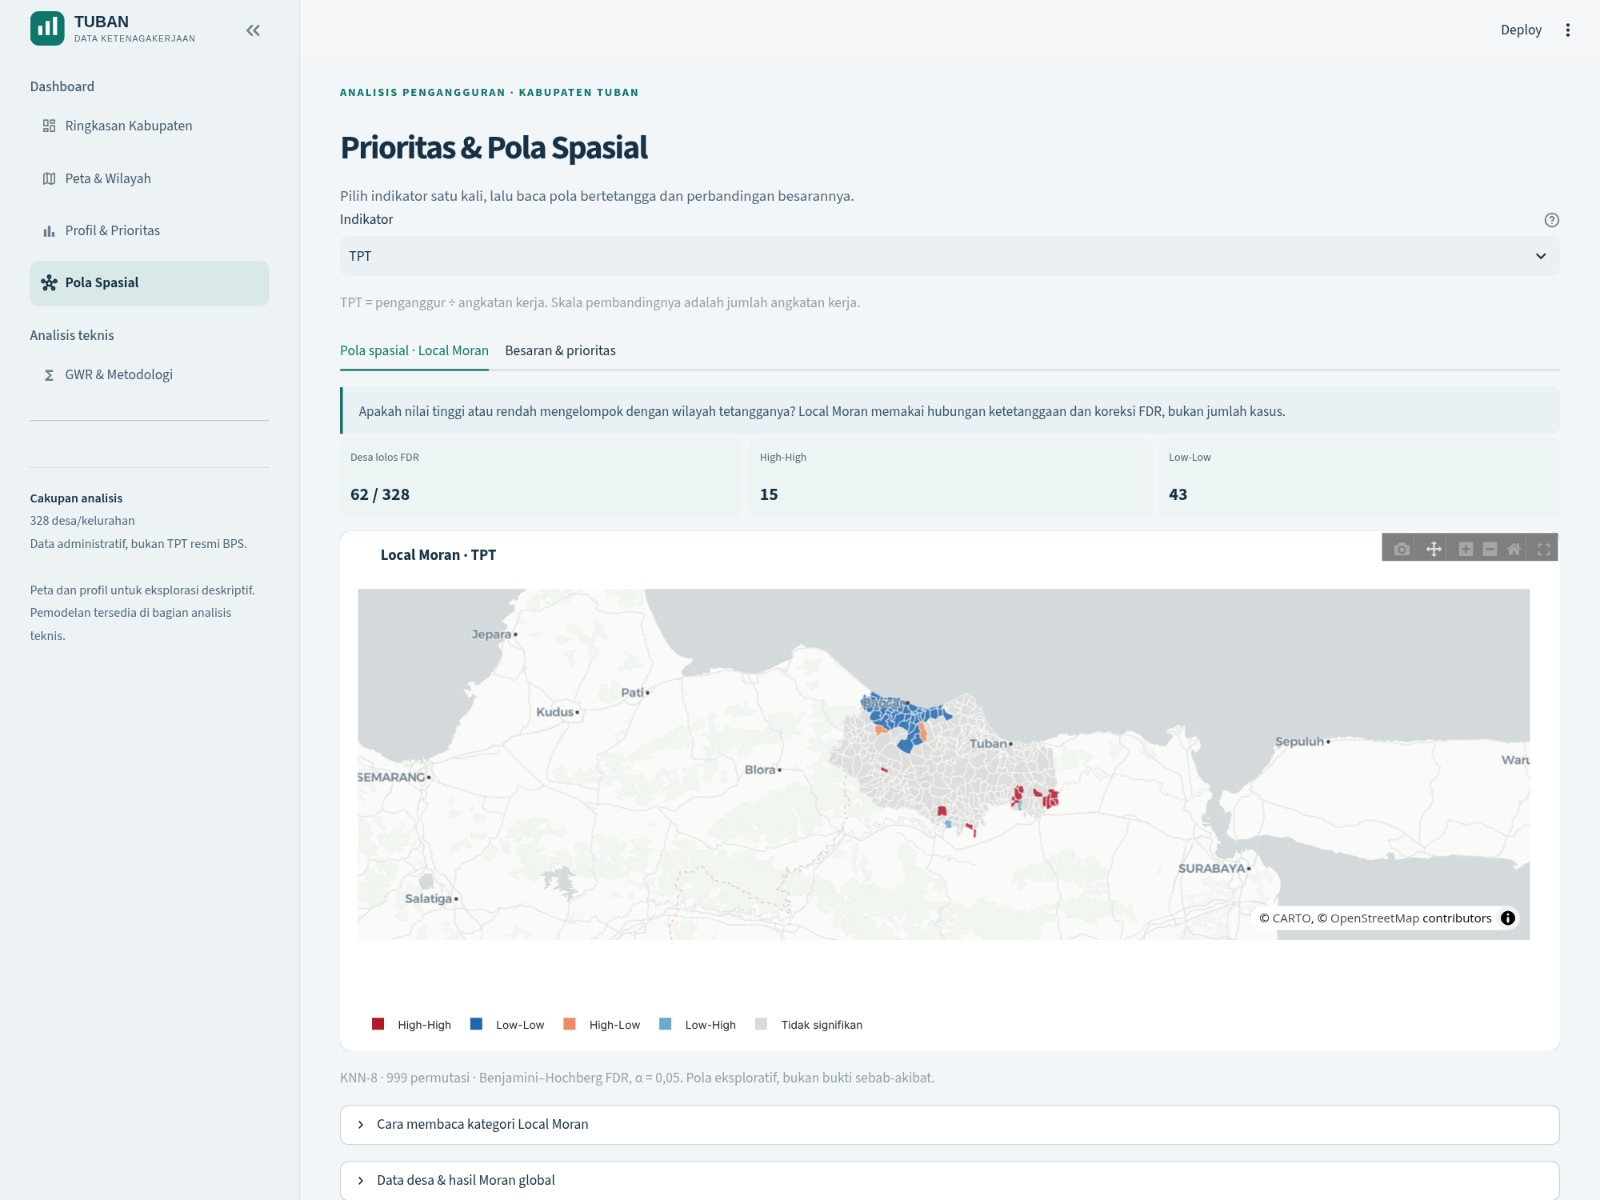 TUBAN
DATA KETENAGAKERJAAN
Dashboard
Ringkasan Kabupaten
Peta & Wilayah
Profil & Prioritas
Pola Spasial
Analisis teknis
GWR & Metodologi
Cakupan analisis
328 desa/kelurahan
Data administratif, bukan TPT resmi BPS.
Peta dan profil untuk eksplorasi deskriptif.
Pemodelan tersedia di bagian analisis
teknis.
Deploy
ANALISIS PENGANGGURAN · KABUPATEN TUBAN
Prioritas & Pola Spasial
Pilih indikator satu kali, lalu baca pola bertetangga dan perbandingan besarannya.
Indikator
TPT
TPT = penganggur ÷ angkatan kerja. Skala pembandingnya adalah jumlah angkatan kerja.
Pola spasial · Local Moran
Besaran & prioritas
Apakah nilai tinggi atau rendah mengelompok dengan wilayah tetangganya? Local Moran memakai hubungan ketetanggaan dan koreksi FDR, bukan jumlah kasus.
Desa lolos FDR
62 / 328
High-High
15
Low-Low
43
Local Moran · TPT
Jepara
Pati
Kudus
Tuban
Sepuluh
Blora
Waru
SEMARANG
SURABAYA
Salatiga
© CARTO, © OpenStreetMap contributors
High-High
Low-Low
High-Low
Low-High
Tidak signifikan
KNN-8 · 999 permutasi · Benjamini–Hochberg FDR, α = 0,05. Pola eksploratif, bukan bukti sebab-akibat.
Cara membaca kategori Local Moran
Data desa & hasil Moran global